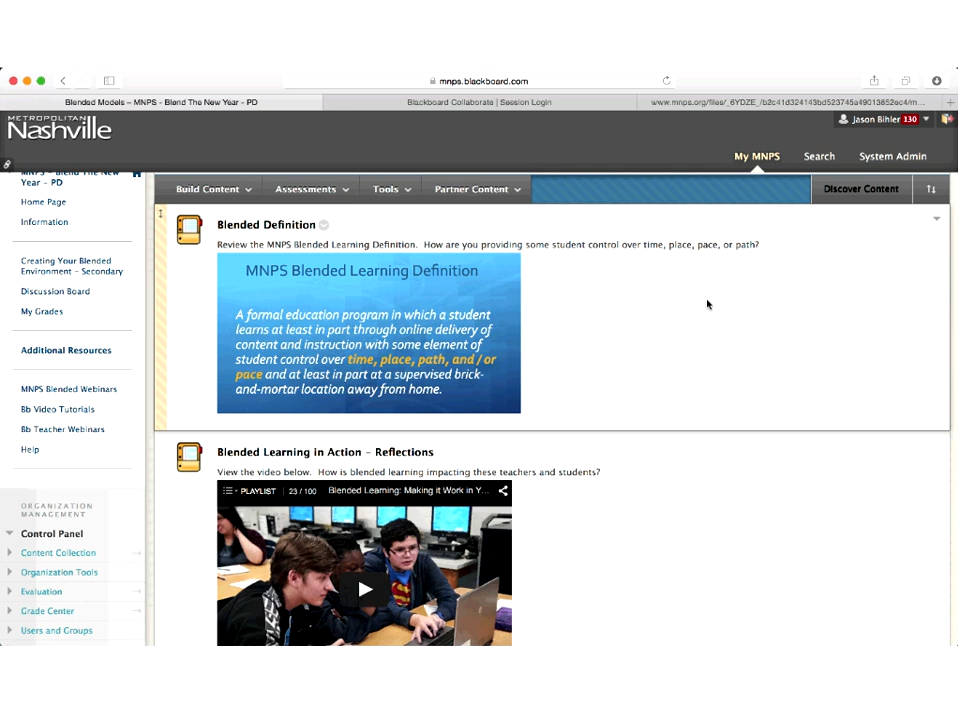 mnps.blackboard.com
Blended Models – MNPS - Blend The New Year - PD
Blackboard Collaborate | Session Login
METROPOLITAN
Nashville
Jason Bihler 130
My MNPS Search System Admin
MNPS - Blend The New
Year - PD
Home Page
Information
Creating Your Blended
Environment - Secondary
Discussion Board
My Grades
Additional Resources
MNPS Blended Webinars
Bb Video Tutorials
Bb Teacher Webinars
Help
ORGANIZATION
MANAGEMENT
Control Panel
Content Collection
Organization Tools
Evaluation
Grade Center
Users and Groups
Build Content Assessments Tools Partner Content Discover Content
Blended Definition
Review the MNPS Blended Learning Definition. How are you providing some student control over time, place, pace, or path?
MNPS Blended Learning Definition
A formal education program in which a student
learns at least in part through online delivery of
content and instruction with some element of
student control over time, place, path, and / or
pace and at least in part at a supervised brick-
and-mortar location away from home.
Blended Learning in Action - Reflections
View the video below. How is blended learning impacting these teachers and students?
PLAYLIST 23 / 100 Blended Learning: Making it Work in Y...